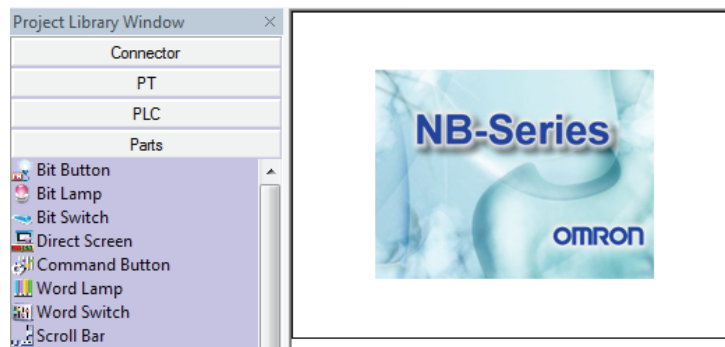 Project Library Window
Connector
PT
PLC
Parts
Bit Button
Bit Lamp
Bit Switch
Direct Screen
Command Button
Word Lamp
Word Switch
Scroll Bar
NB-Series
OMRON